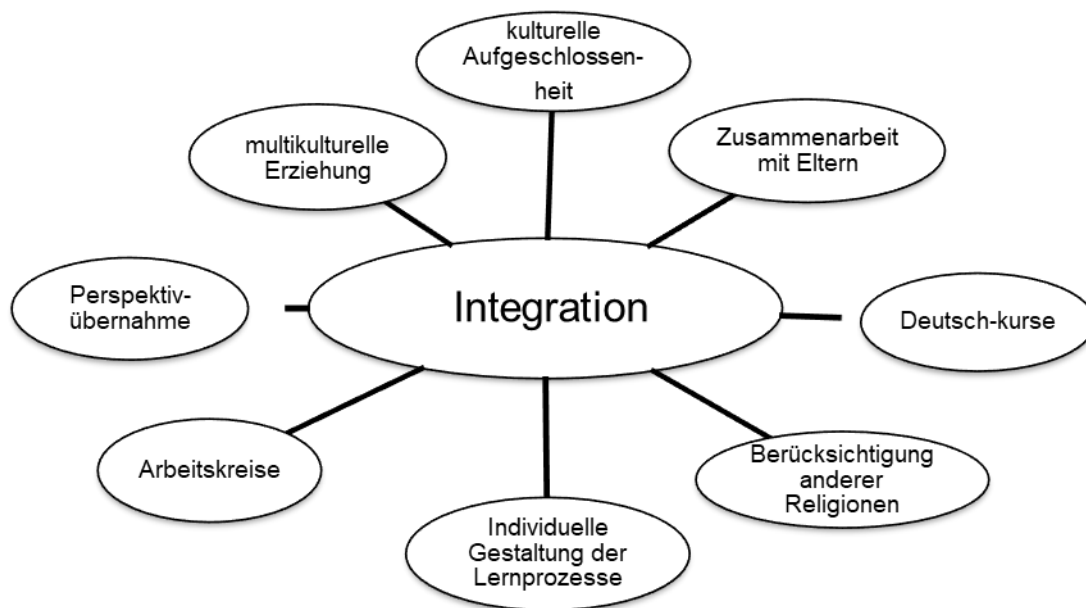 kulturelle
Aufgeschlossen-
heit
multikulturelle
Erziehung
Zusammenarbeit
mit Eltern
Perspektiv-
übernahme
Integration
Deutsch-kurse
Arbeitskreise
Berücksichtigung
anderer
Religionen
Individuelle
Gestaltung der
Lernprozesse